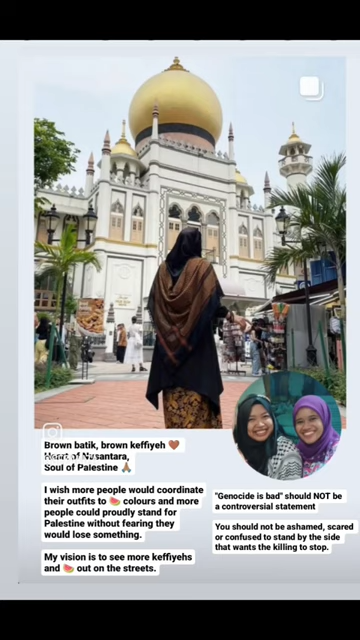 Brown batik, brown keffiyeh 🤎
Heart of Nusantara,
Soul of Palestine 🙏🏽
I wish more people would coordinate
their outfits to 🍉 colours and more
people could proudly stand for
Palestine without fearing they
would lose something.
My vision is to see more keffiyehs
and 🍉 out on the streets.
"Genocide is bad" should NOT be
a controversial statement
You should not be ashamed, scared
or confused to stand by the side
that wants the killing to stop.